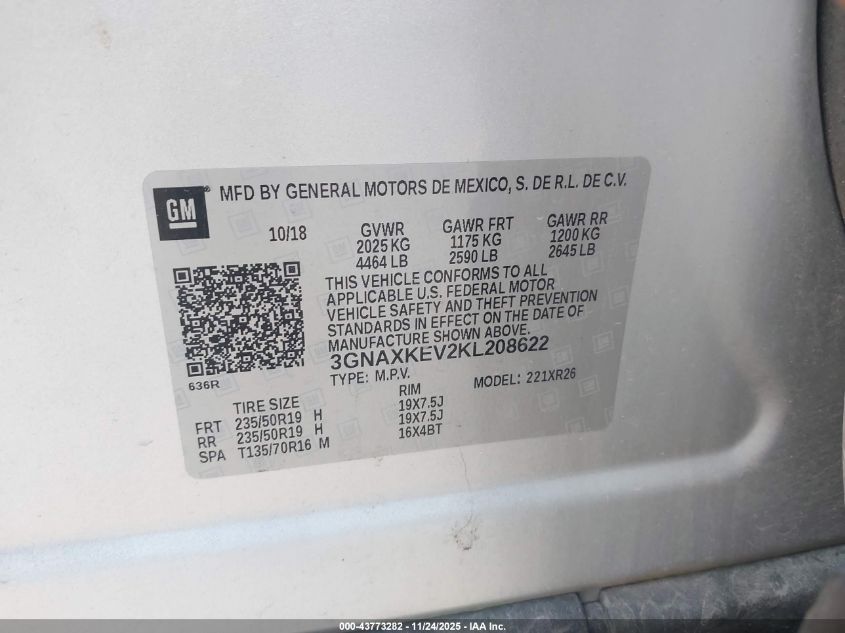 GM ® MFD BY GENERAL MOTORS DE MEXICO, S. DE R.L. DE C.V.
10/18 GVWR GAWR FRT GAWR RR
2025 KG 1175 KG 1200 KG
4464 LB 2590 LB 2645 LB
THIS VEHICLE CONFORMS TO ALL
APPLICABLE U.S. FEDERAL MOTOR
VEHICLE SAFETY AND THEFT PREVENTION
STANDARDS IN EFFECT ON THE DATE OF
MANUFACTURE SHOWN ABOVE.
3GNAXKEV2KL208622
636R TYPE: M.P.V. MODEL: 221XR26
TIRE SIZE RIM
FRT 235/50R19 H 19X7.5J
RR 235/50R19 H 19X7.5J
SPA T135/70R16 M 16X4BT
000-43773282 - 11/24/2025 - IAA Inc.